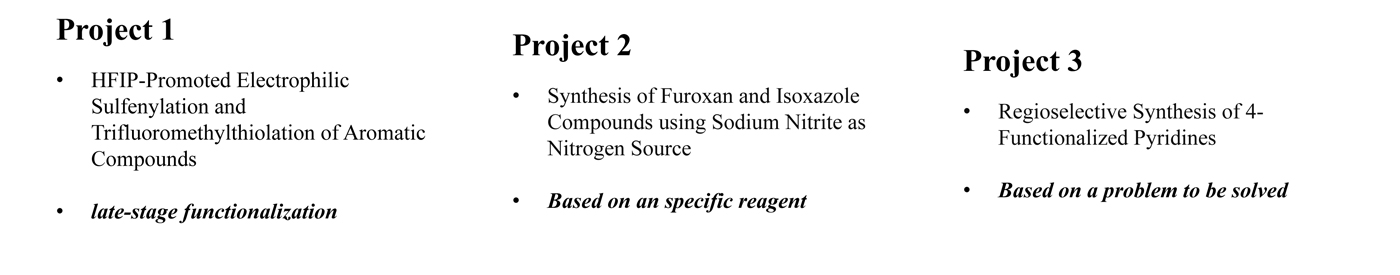 Project 1
• HFIP-Promoted Electrophilic
Sulfenylation and
Trifluoromethylthiolation of Aromatic
Compounds
• late-stage functionalization
Project 2
• Synthesis of Furoxan and Isoxazole
Compounds using Sodium Nitrite as
Nitrogen Source
• Based on an specific reagent
Project 3
• Regioselective Synthesis of 4-
Functionalized Pyridines
• Based on a problem to be solved